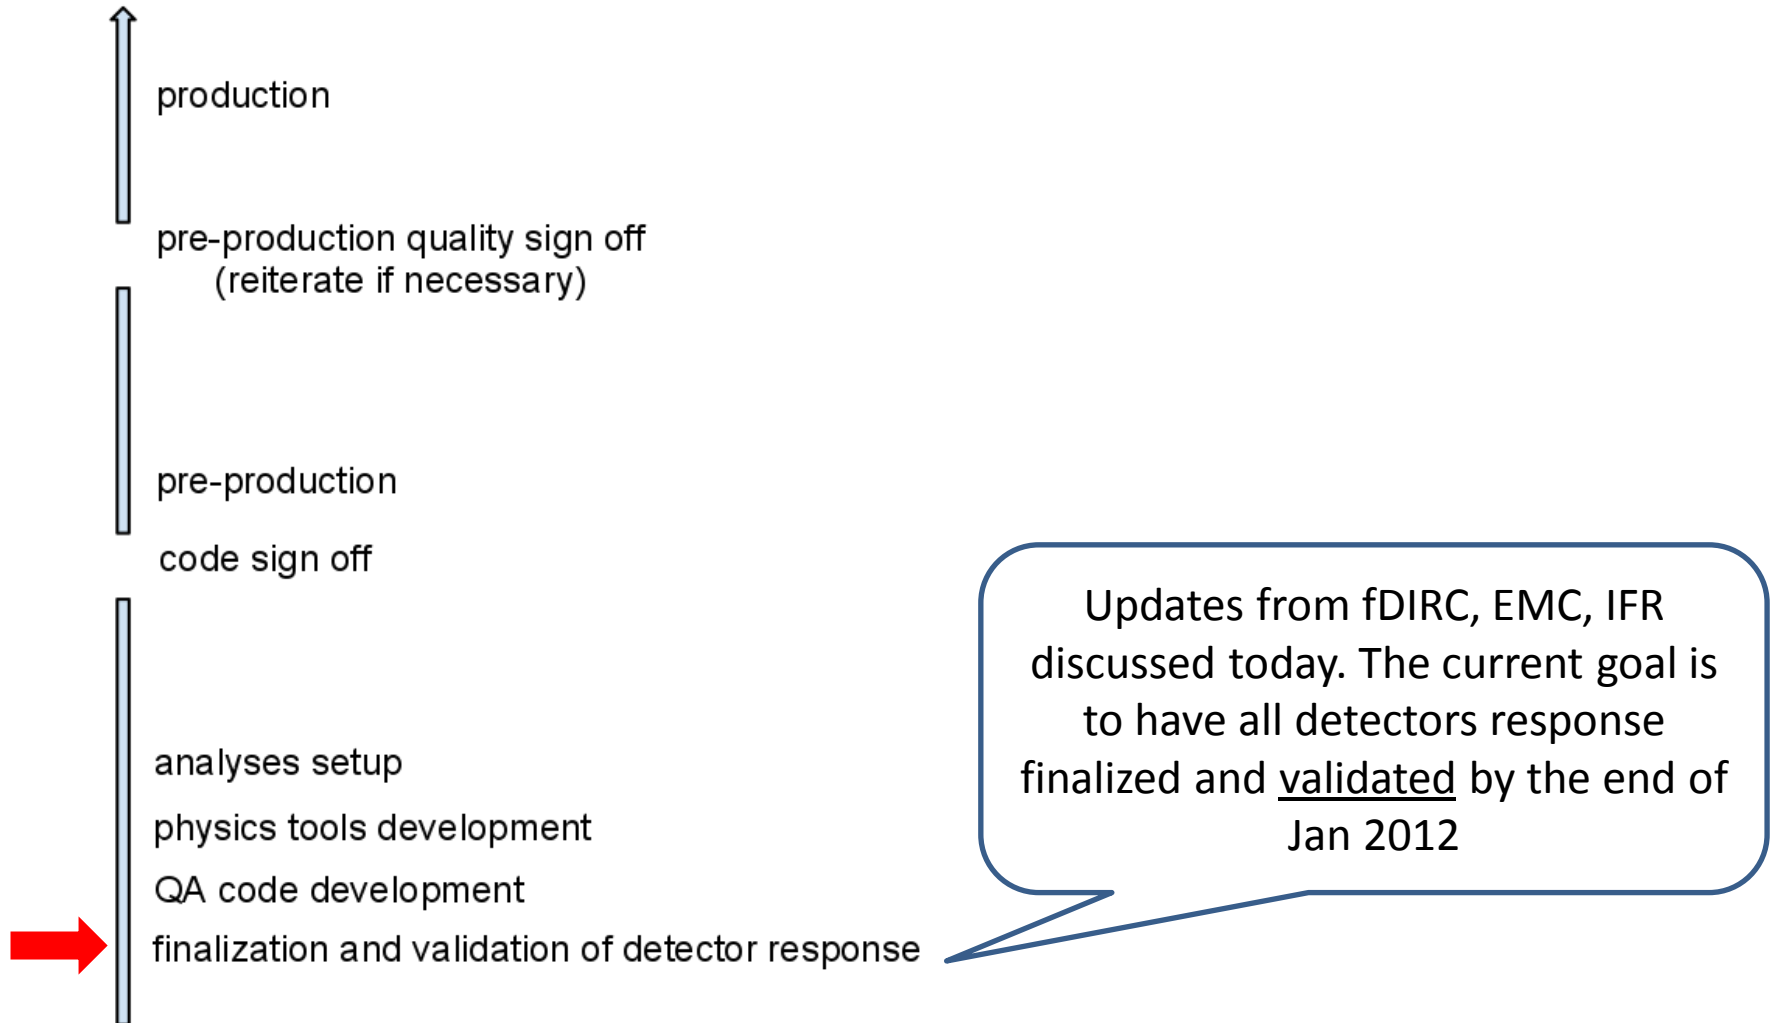 production
pre-production quality sign off
(reiterate if necessary)
pre-production
code sign off
analyses setup
physics tools development
QA code development
finalization and validation of detector response
Updates from fDIRC, EMC, IFR
discussed today. The current goal is
to have all detectors response
finalized and validated by the end of
Jan 2012